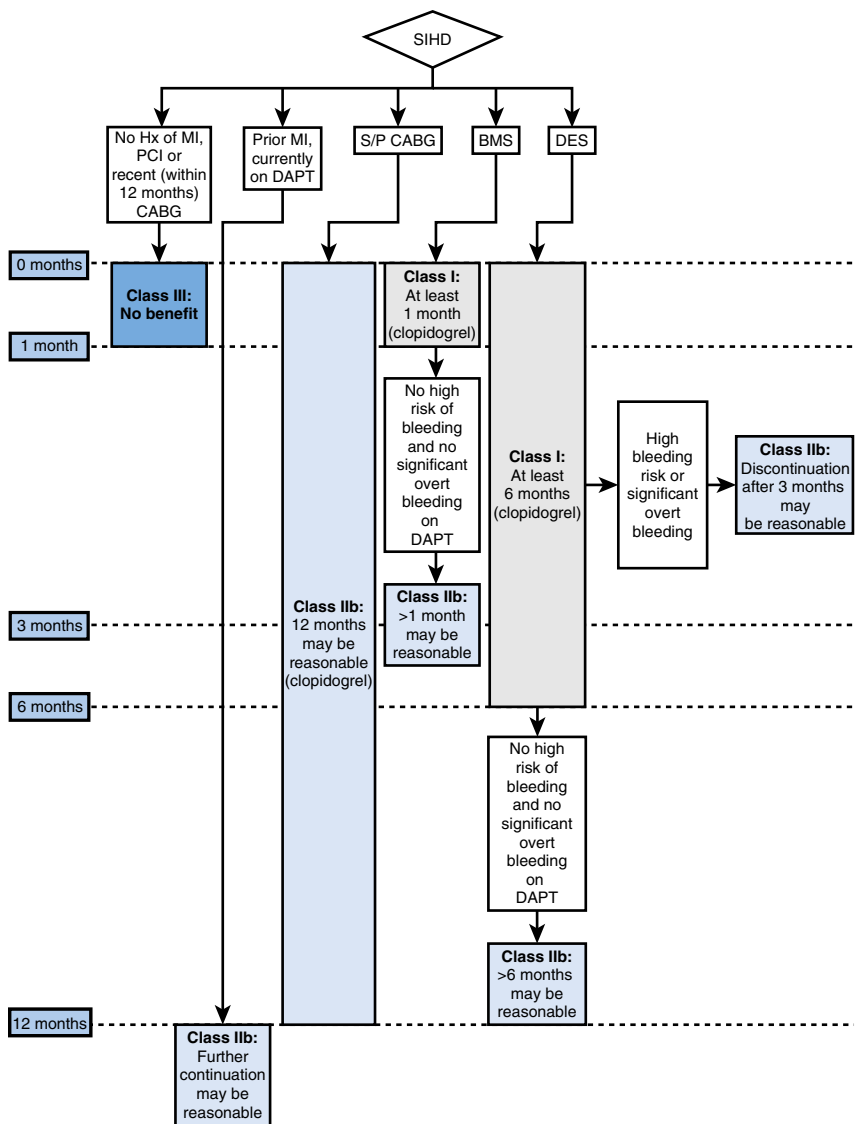 SIHD
No Hx of MI,
PCI or
recent (within
12 months)
CABG
Prior MI,
currently
on DAPT
S/P CABG
BMS
DES
0 months
Class III:
No benefit
Class I:
At least
1 month
(clopidogrel)
1 month
No high
risk of
bleeding
and no
significant
overt
bleeding
on
DAPT
Class I:
At least
6 months
(clopidogrel)
High
bleeding
risk or
significant
overt
bleeding
Class IIb:
Discontinuation
after 3 months
may
be reasonable
Class IIb:
12 months
may be
reasonable
(clopidogrel)
Class IIb:
>1 month
may be
reasonable
3 months
6 months
No high
risk of
bleeding
and no
significant
overt
bleeding
on
DAPT
Class IIb:
>6 months
may be
reasonable
12 months
Class IIb:
Further
continuation
may be
reasonable